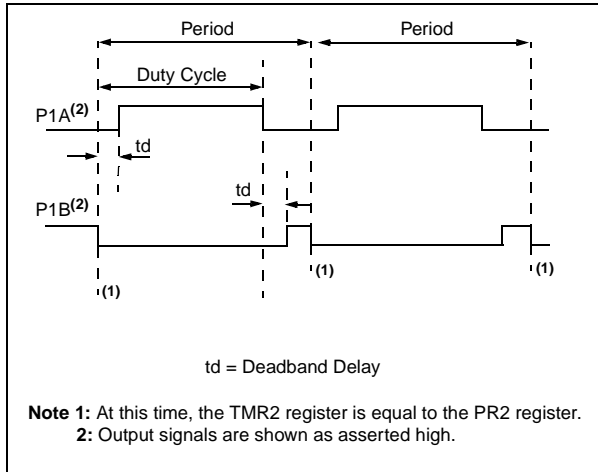 Period Period
Duty Cycle
P1A(2)
td
td
P1B(2)
(1) (1) (1)
td = Deadband Delay
Note 1: At this time, the TMR2 register is equal to the PR2 register.
2: Output signals are shown as asserted high.